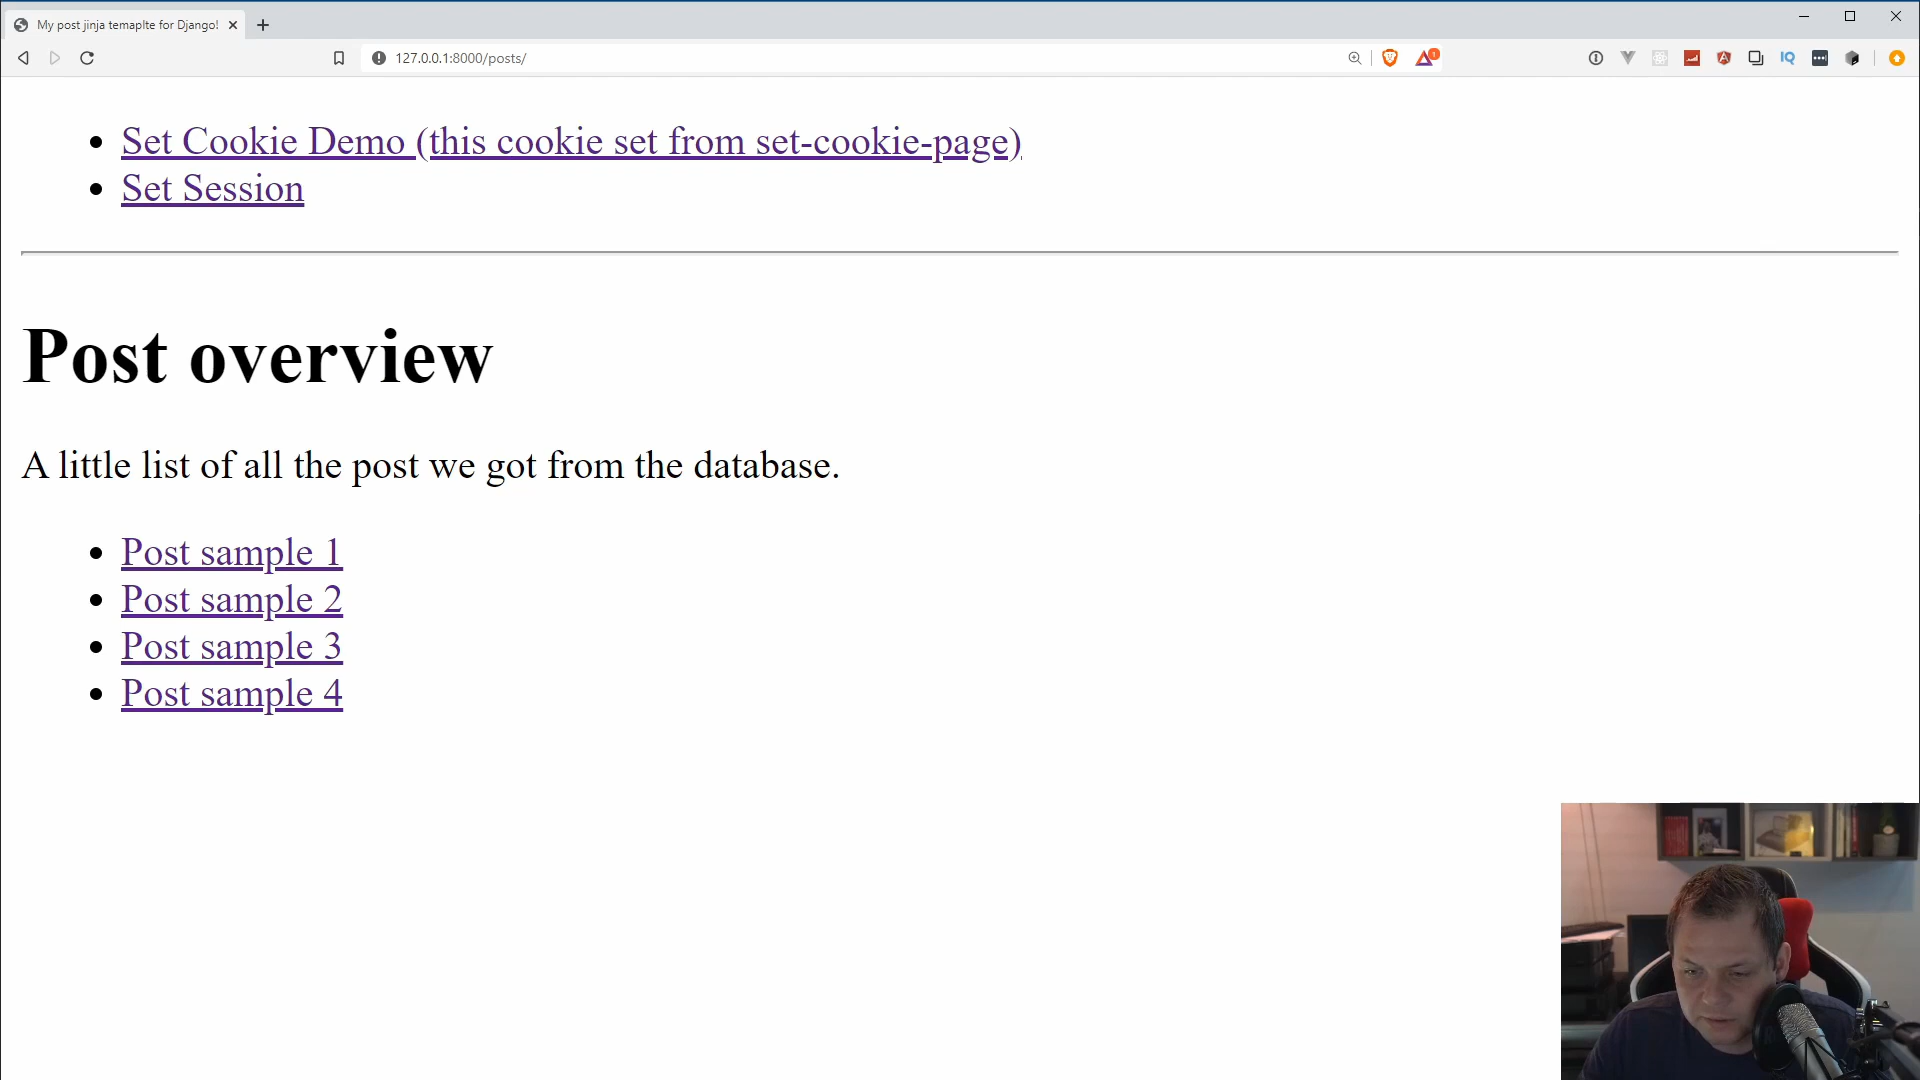 My post jinja temaplte for Django!
127.0.0.1:8000/posts/
1
IQ
Set Cookie Demo (this cookie set from set-cookie-page)
Set Session
Post overview
A little list of all the post we got from the database.
Post sample 1
Post sample 2
Post sample 3
Post sample 4